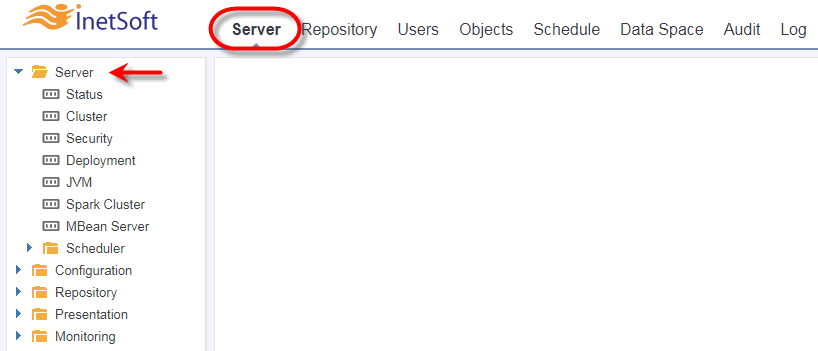 InetSoft
Server Repository Users Objects Schedule Data Space Audit Log
Server
Status
Cluster
Security
Deployment
JVM
Spark Cluster
MBean Server
Scheduler
Configuration
Repository
Presentation
Monitoring